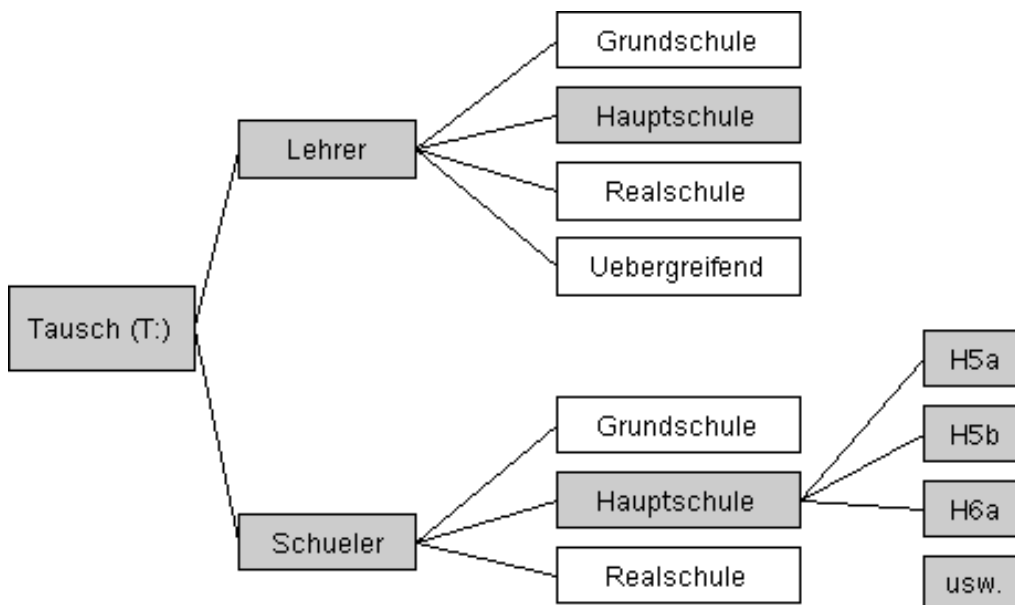 Grundschule
Hauptschule
Lehrer
Realschule
Uebergreifend
Tausch (T:)
H5a
Grundschule
H5b
Hauptschule
H6a
Schueler
Realschule
usw.